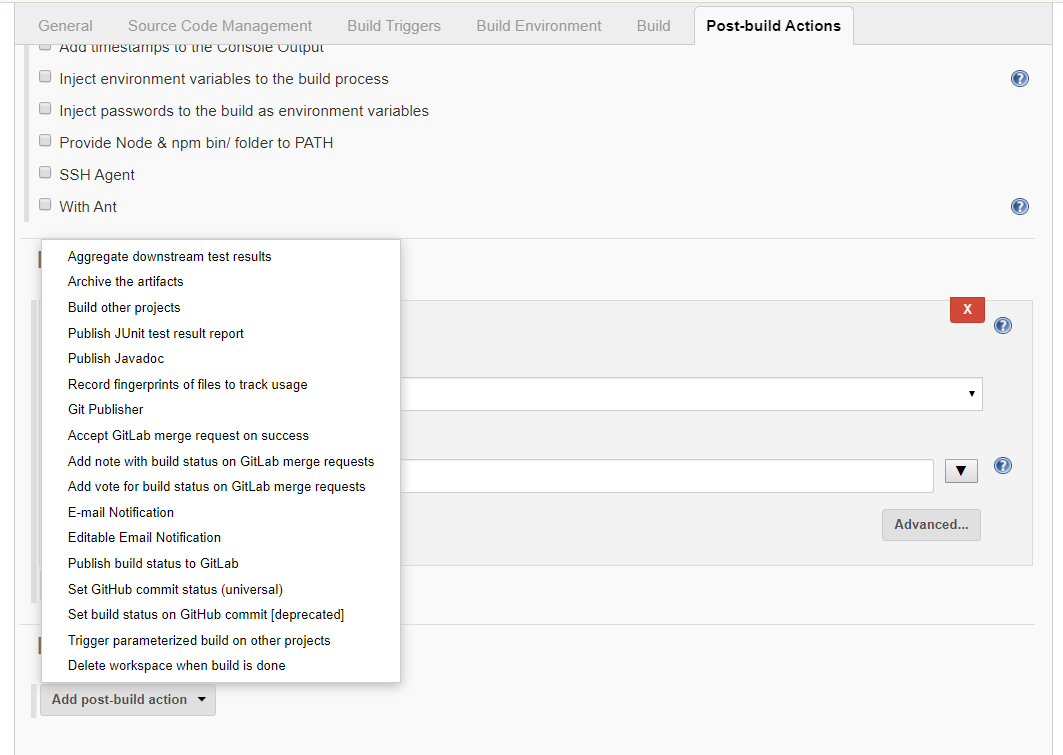 General Source Code Management Build Triggers Build Environment Build Post-build Actions
Add timestamps to the Console Output
Inject environment variables to the build process
Inject passwords to the build as environment variables
Provide Node & npm bin/ folder to PATH
SSH Agent
With Ant
Aggregate downstream test results
Archive the artifacts
Build other projects
Publish JUnit test result report
Publish Javadoc
Record fingerprints of files to track usage
Git Publisher
Accept GitLab merge request on success
Add note with build status on GitLab merge requests
Add vote for build status on GitLab merge requests
E-mail Notification
Editable Email Notification
Publish build status to GitLab
Set GitHub commit status (universal)
Set build status on GitHub commit [deprecated]
Trigger parameterized build on other projects
Delete workspace when build is done
X
Advanced...
Add post-build action